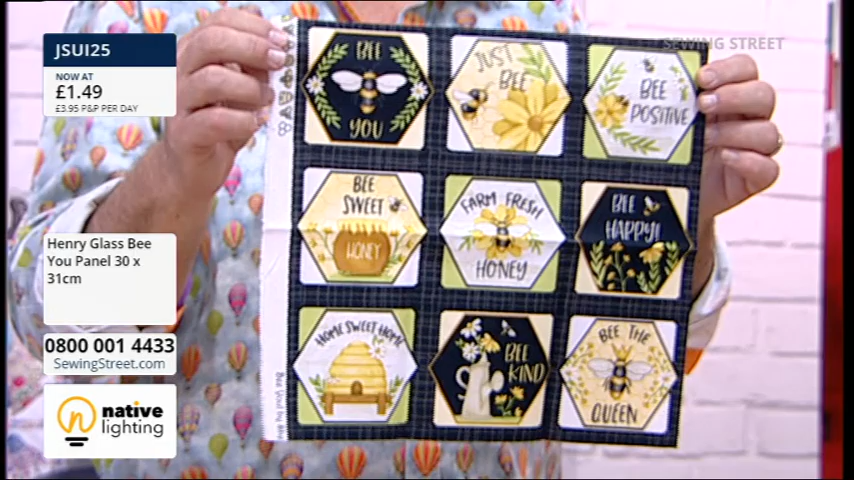 SEWING STREET
JSUI25
NOW AT
£1.49
£3.95 P&P PER DAY
Henry Glass Bee
You Panel 30 x
31cm
0800 001 4433
SewingStreet.com
native
lighting
BEE
YOU
JUST
BEE
BEE
POSITIVE
BEE
SWEET
HONEY
FARM FRESH
HONEY
BEE
HAPPY!
HOME SWEET HOME
BEE
KIND
BEE THE
QUEEN